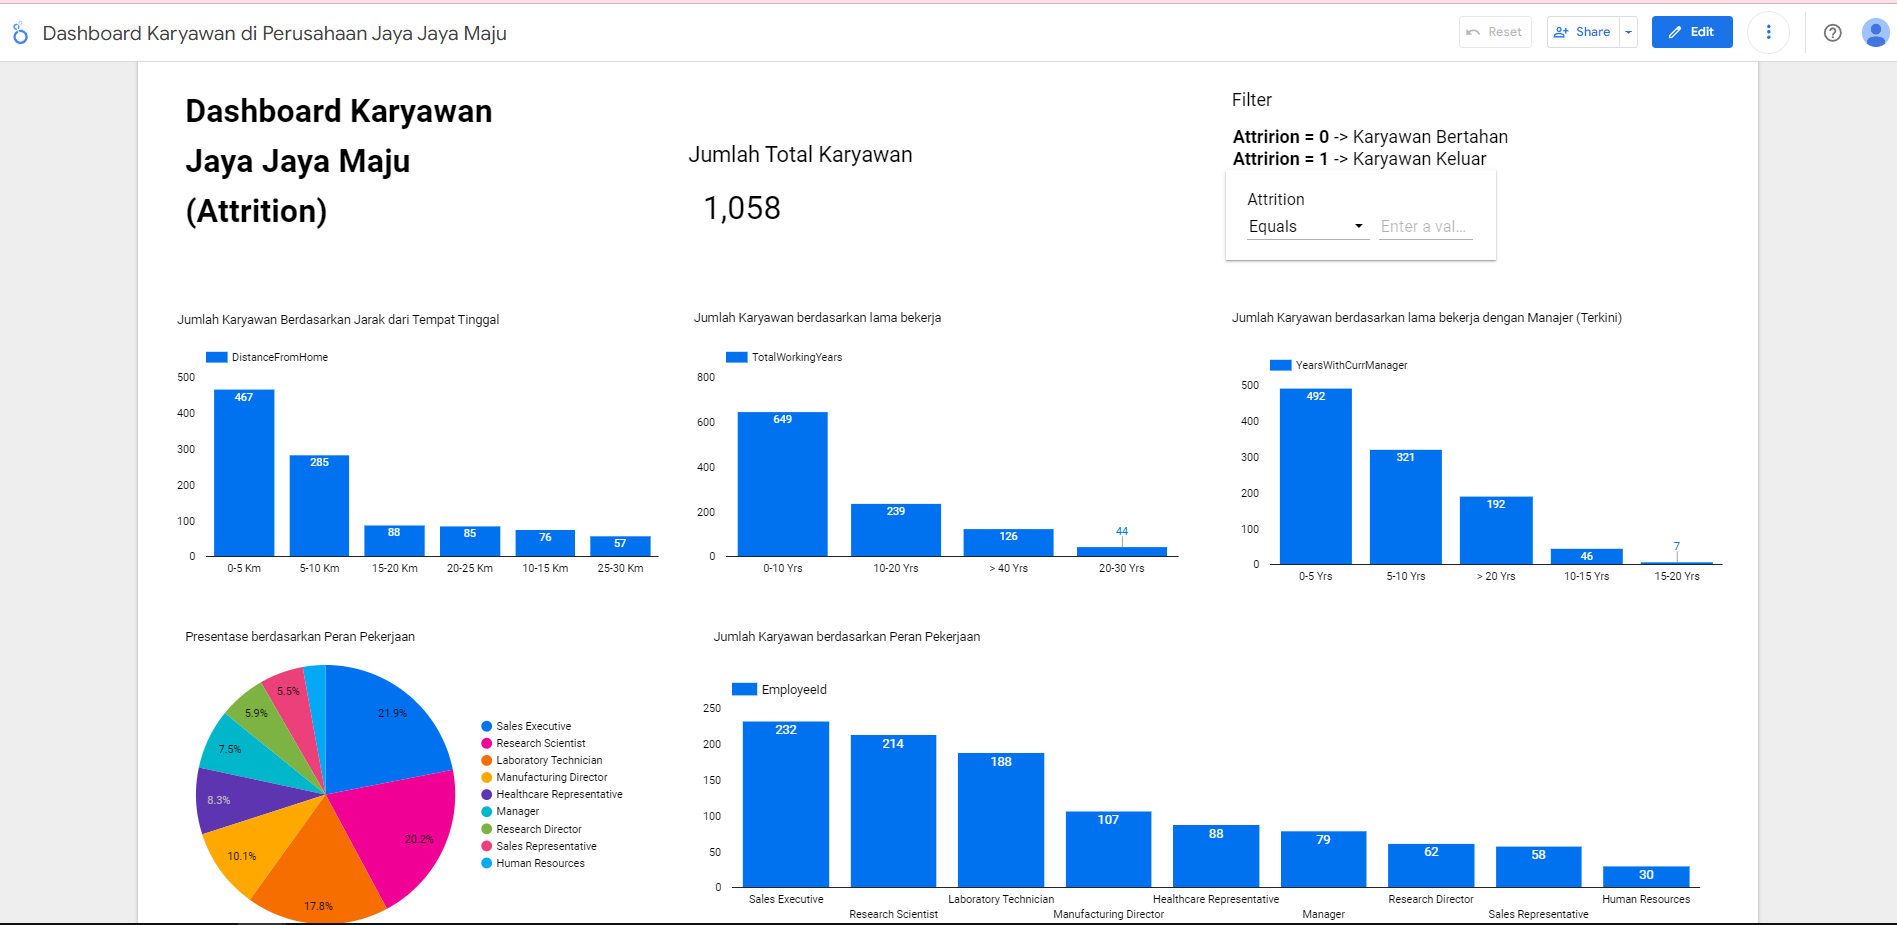 Dashboard Karyawan di Perusahaan Jaya Jaya Maju
Reset
Share
Edit
Dashboard Karyawan
Jaya Jaya Maju
(Attrition)
Jumlah Total Karyawan
1,058
Filter
Attririon = 0 -> Karyawan Bertahan
Attririon = 1 -> Karyawan Keluar
Attrition
Equals
Enter a val...
Jumlah Karyawan Berdasarkan Jarak dari Tempat Tinggal
DistanceFromHome
500
400
300
200
100
0
467
285
88
85
76
57
0-5 Km
5-10 Km
15-20 Km
20-25 Km
10-15 Km
25-30 Km
Jumlah Karyawan berdasarkan lama bekerja
TotalWorkingYears
800
600
400
200
0
649
239
126
44
0-10 Yrs
10-20 Yrs
> 40 Yrs
20-30 Yrs
Jumlah Karyawan berdasarkan lama bekerja dengan Manajer (Terkini)
YearsWithCurrManager
500
400
300
200
100
0
492
321
192
46
7
0-5 Yrs
5-10 Yrs
> 20 Yrs
10-15 Yrs
15-20 Yrs
Presentase berdasarkan Peran Pekerjaan
21.9%
20.2%
17.8%
10.1%
8.3%
7.5%
5.9%
5.5%
Sales Executive
Research Scientist
Laboratory Technician
Manufacturing Director
Healthcare Representative
Manager
Research Director
Sales Representative
Human Resources
Jumlah Karyawan berdasarkan Peran Pekerjaan
EmployeeId
250
200
150
100
50
0
232
214
188
107
88
79
62
58
30
Sales Executive
Research Scientist
Laboratory Technician
Manufacturing Director
Healthcare Representative
Manager
Research Director
Sales Representative
Human Resources